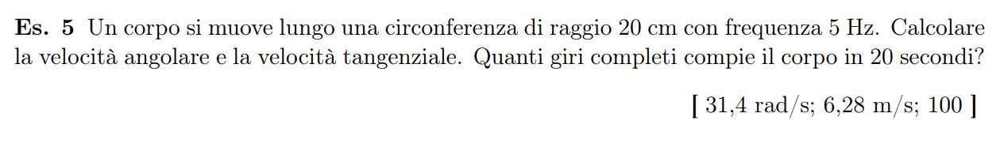 Es. 5 Un corpo si muove lungo una circonferenza di raggio 20 cm con frequenza 5 Hz. Calcolare
la velocità angolare e la velocità tangenziale. Quanti giri completi compie il corpo in 20 secondi?
[ 31,4 rad/s; 6,28 m/s; 100 ]